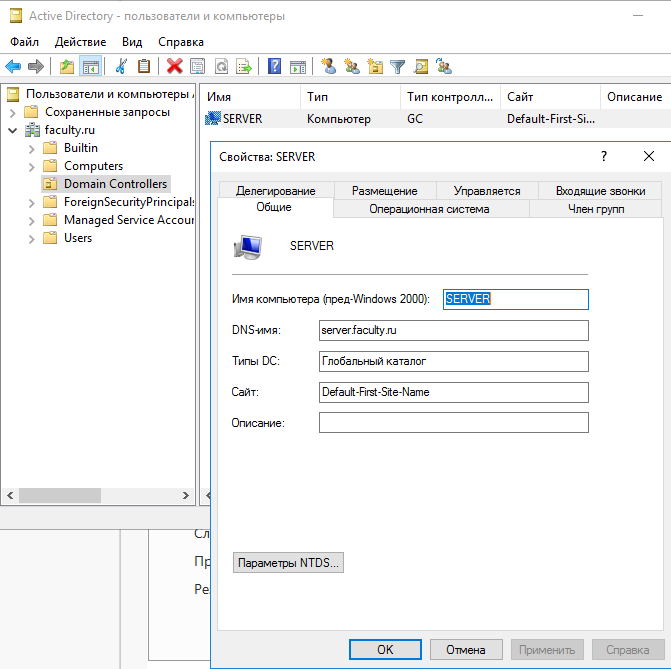 Active Directory - пользователи и компьютеры
Файл Действие Вид Справка
Пользователи и компьютеры
Сохраненные запросы
faculty.ru
Builtin
Computers
Domain Controllers
ForeignSecurityPrincipals
Managed Service Accour
Users
Имя Тип Тип контролл... Сайт Описание
SERVER Компьютер GC Default-First-Si...
Свойства: SERVER
Делегирование Размещение Управляется Входящие звонки
Общие Операционная система Член групп
SERVER
Имя компьютера (пред-Windows 2000): SERVER
DNS-имя: server.faculty.ru
Типы DC: Глобальный каталог
Сайт: Default-First-Site-Name
Описание:
Сл
Пр
Ре
Параметры NTDS...
OK Отмена Применить Справка